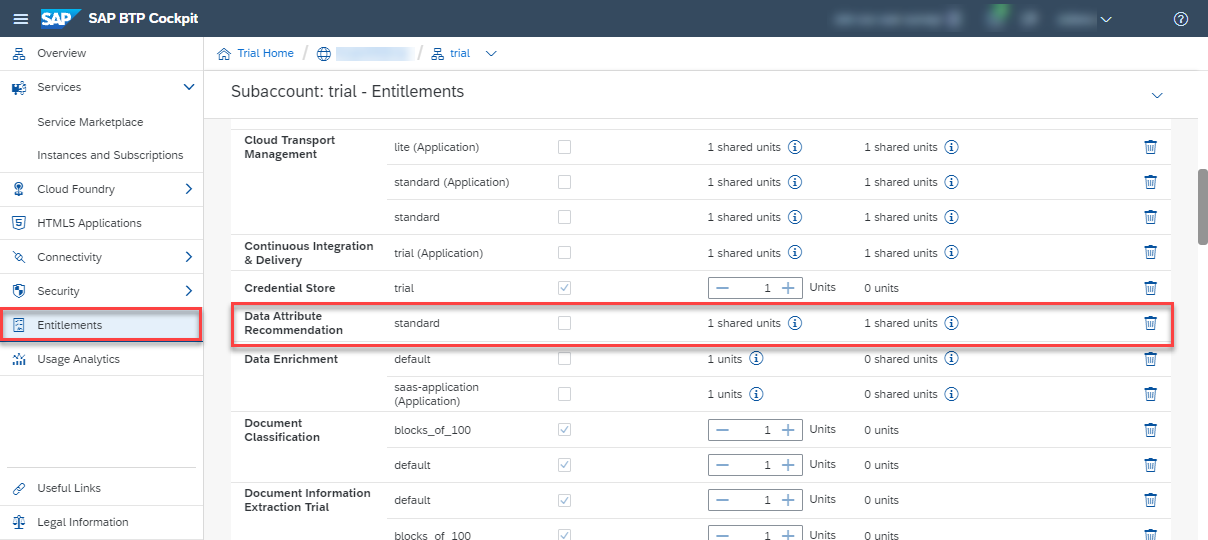 SAP SAP BTP Cockpit
Overview
Services
Service Marketplace
Instances and Subscriptions
Cloud Foundry
HTML5 Applications
Connectivity
Security
Entitlements
Usage Analytics
Useful Links
Legal Information
Trial Home / / trial
Subaccount: trial - Entitlements
Cloud Transport
Management
lite (Application) 1 shared units 1 shared units
standard (Application) 1 shared units 1 shared units
standard 1 shared units 1 shared units
Continuous Integration
& Delivery
trial (Application) 1 shared units 1 shared units
Credential Store trial 1 Units 0 units
Data Attribute
Recommendation
standard 1 shared units 1 shared units
Data Enrichment default 1 units 0 shared units
saas-application
(Application)
1 units 0 shared units
Document
Classification
blocks_of_100 1 Units 0 units
default 1 Units 0 units
Document Information
Extraction Trial
default 1 Units 0 units
blocks_of_100 1 Units 0 units